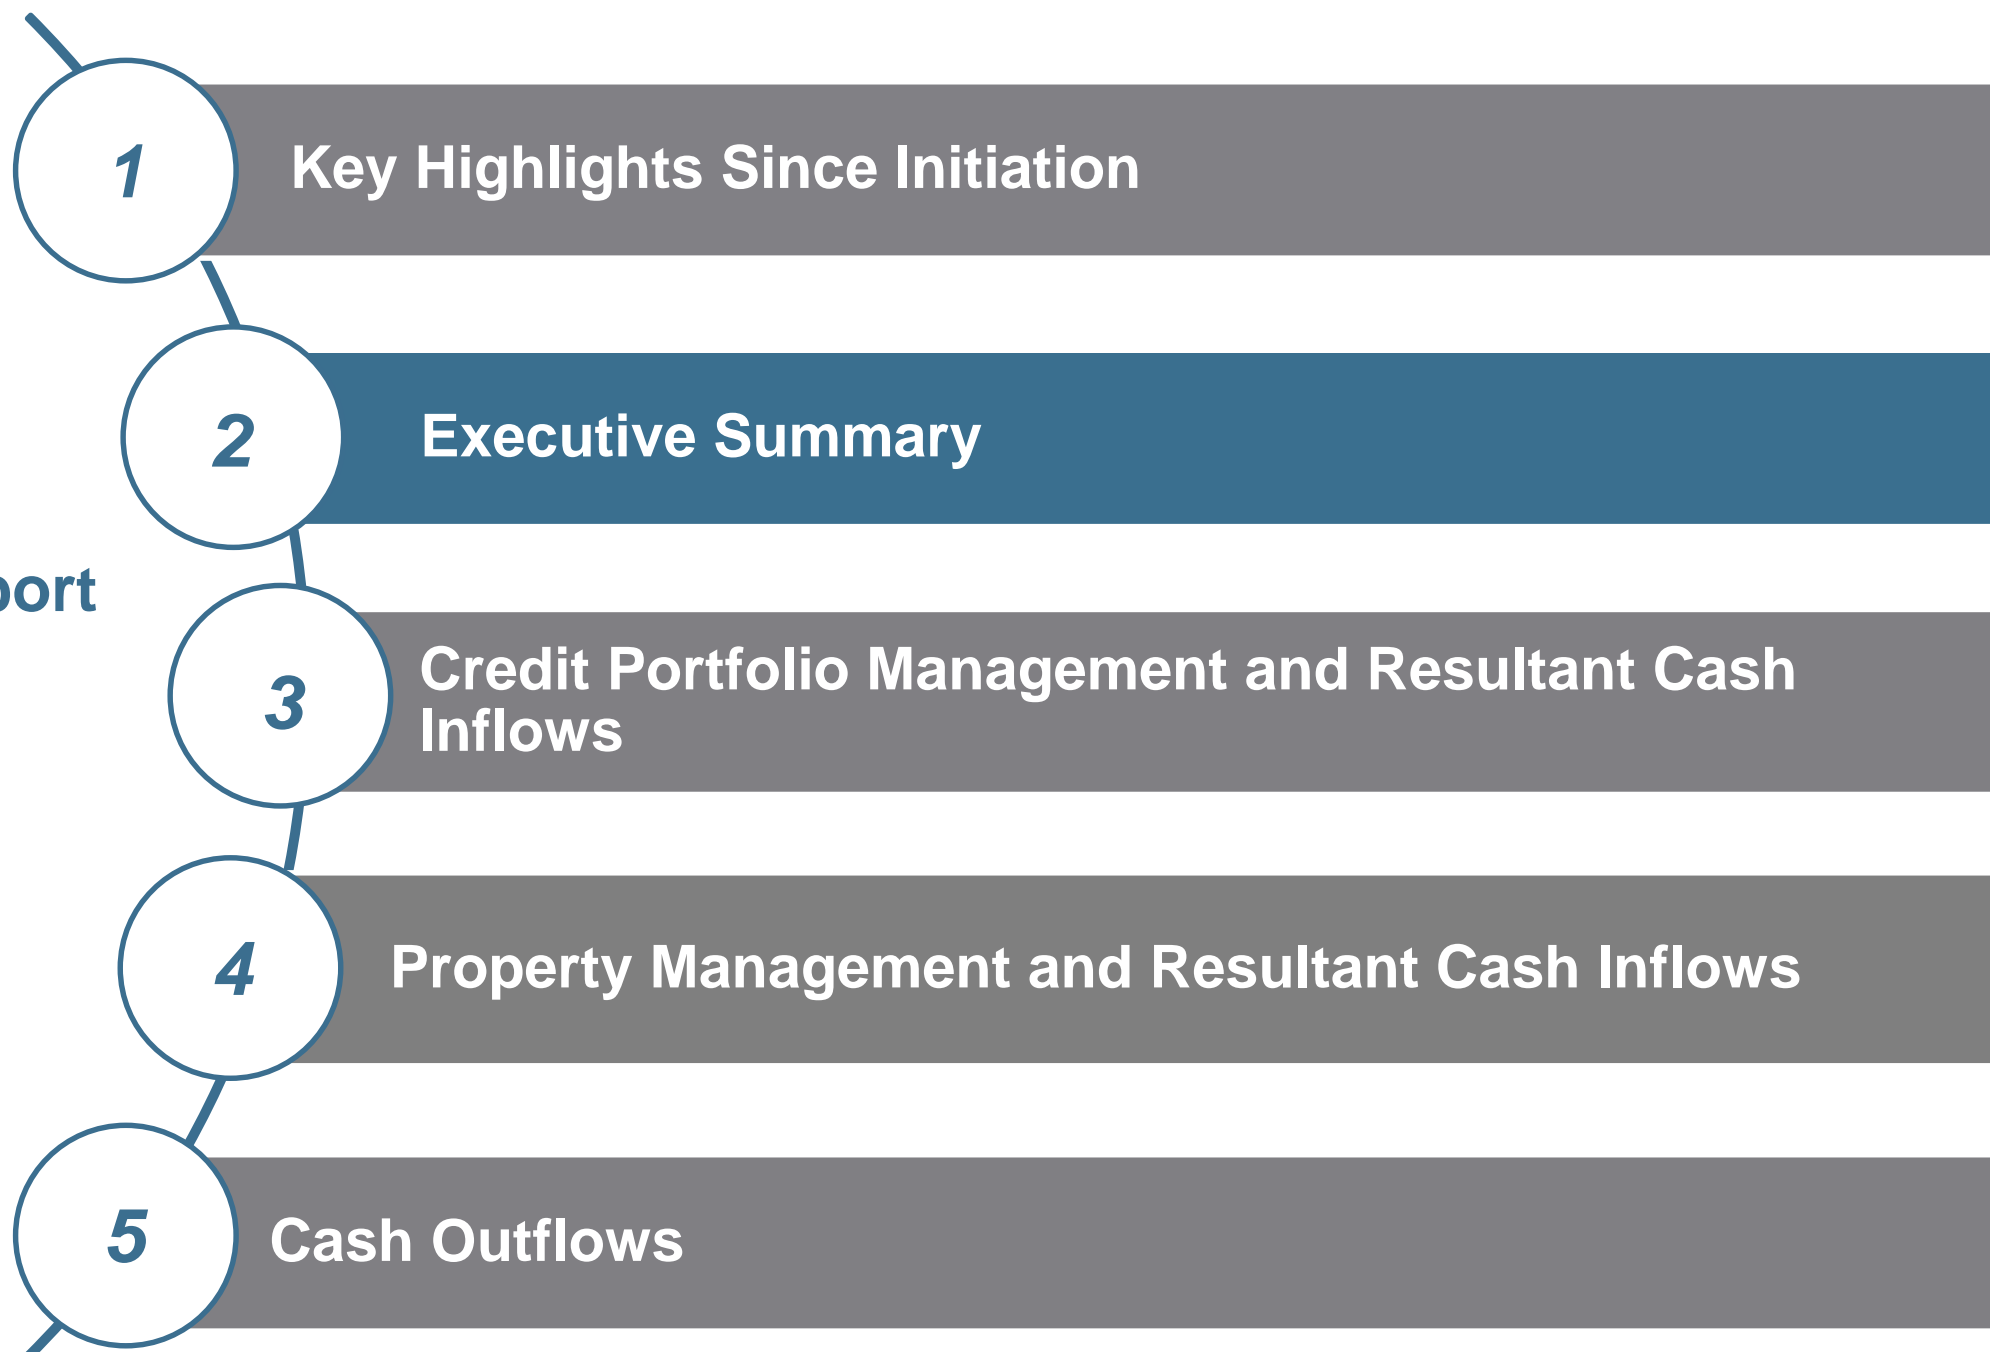 1
Key Highlights Since Initiation
2
Executive Summary
3
Credit Portfolio Management and Resultant Cash
Inflows
4
Property Management and Resultant Cash Inflows
5
Cash Outflows